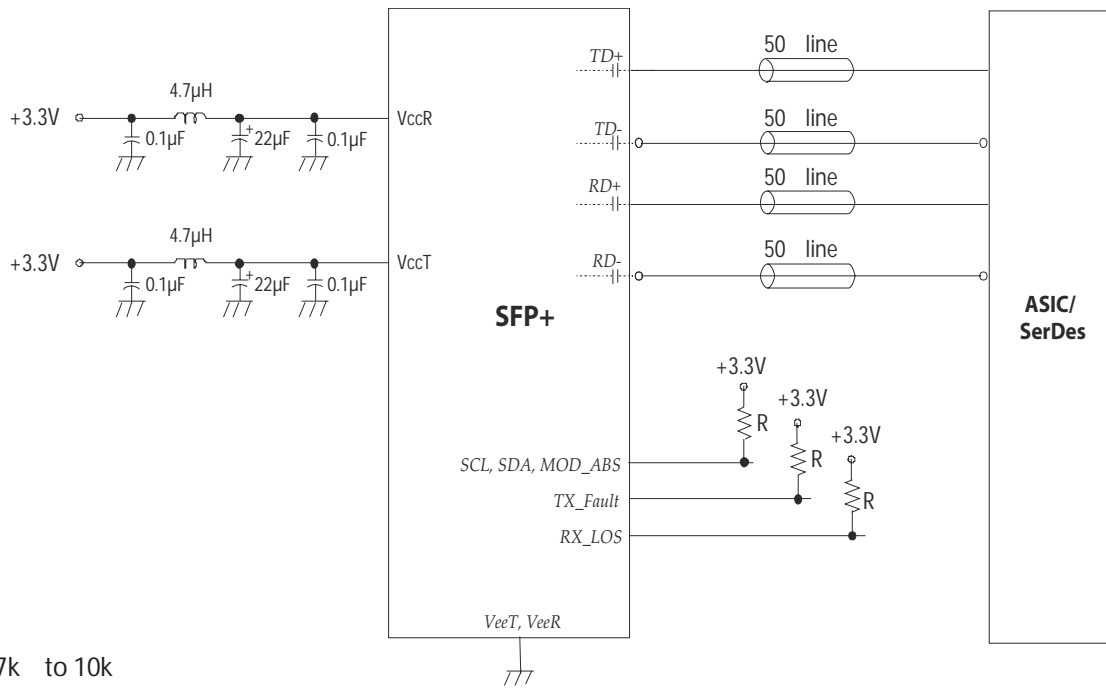 TD+
50 line
4.7µH
+3.3V
VccR
0.1µF
+
22µF
0.1µF
TD-
50 line
RD+
50 line
4.7µH
+3.3V
VccT
0.1µF
+
22µF
0.1µF
RD-
50 line
SFP+
ASIC/
SerDes
+3.3V
R
+3.3V
R
+3.3V
R
SCL, SDA, MOD_ABS
TX_Fault
RX_LOS
VeeT, VeeR
7k to 10k